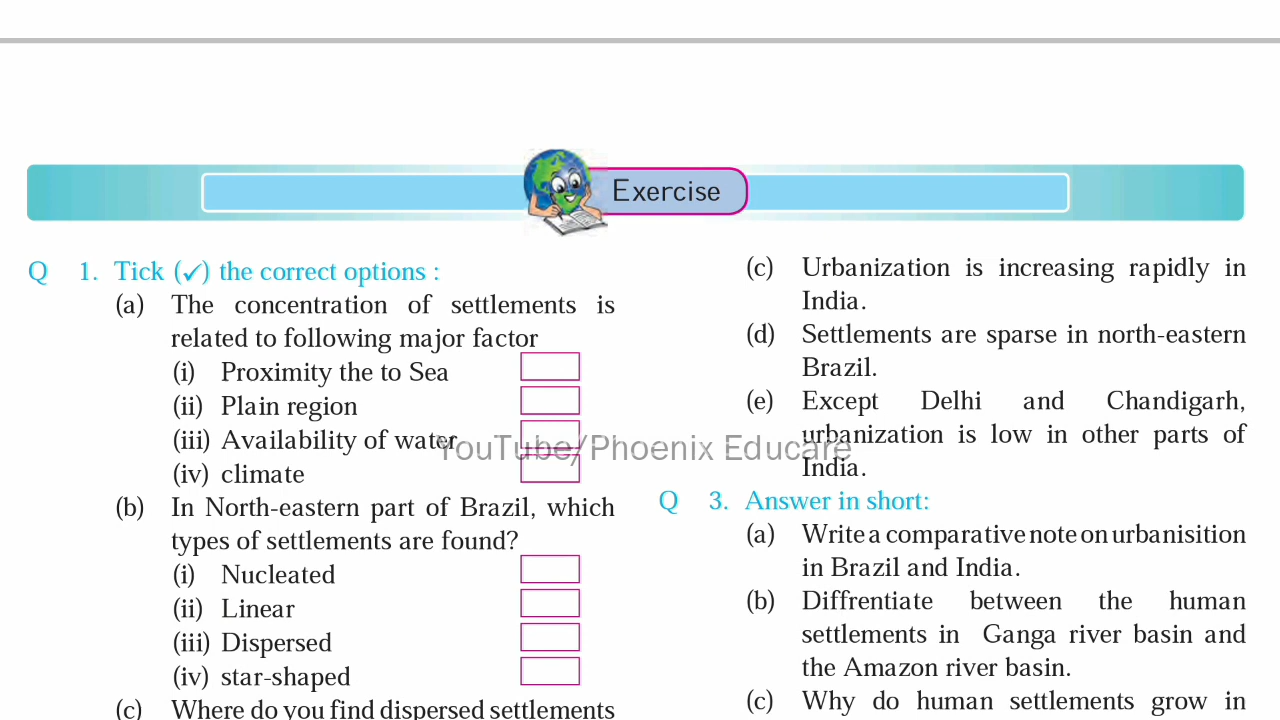 Exercise
Q 1. Tick (✓) the correct options :
(a) The concentration of settlements is
related to following major factor
(i) Proximity the to Sea
(ii) Plain region
(iii) Availability of water
(iv) climate
(b) In North-eastern part of Brazil, which
types of settlements are found?
(i) Nucleated
(ii) Linear
(iii) Dispersed
(iv) star-shaped
(c) Where do you find dispersed settlements
(c) Urbanization is increasing rapidly in
India.
(d) Settlements are sparse in north-eastern
Brazil.
(e) Except Delhi and Chandigarh,
urbanization is low in other parts of
India.
Q 3. Answer in short:
(a) Write a comparative note on urbanisition
in Brazil and India.
(b) Diffrentiate between the human
settlements in Ganga river basin and
the Amazon river basin.
(c) Why do human settlements grow in
YouTube/Phoenix Educare